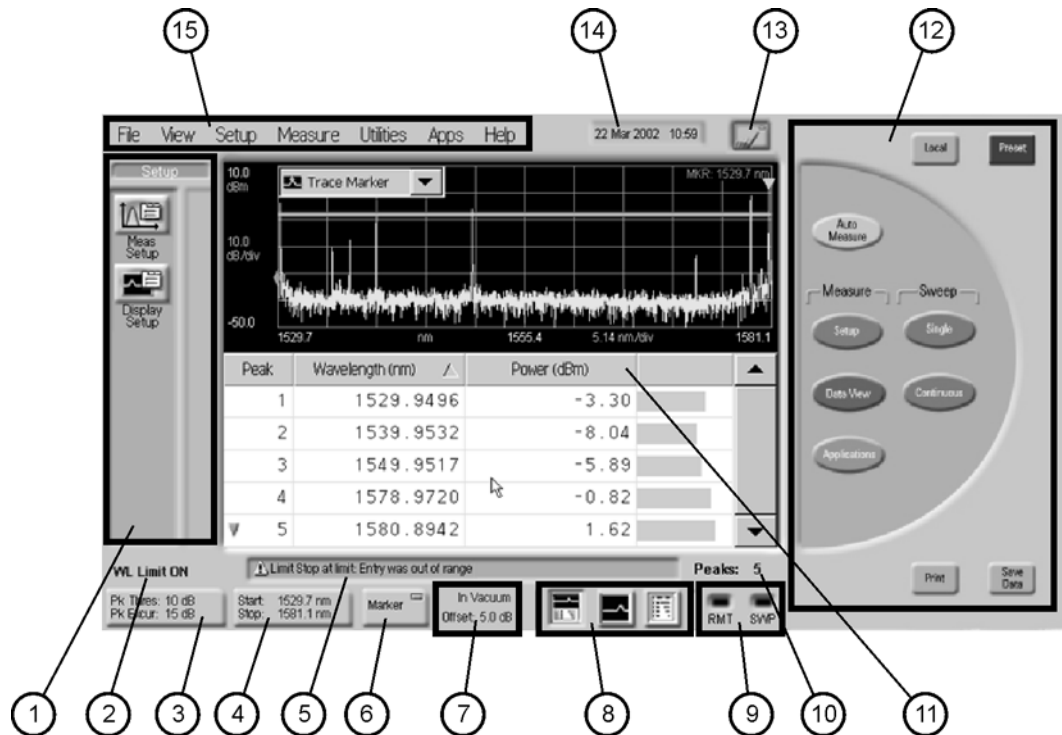 15
14
13
12
File View Setup Measure Utilities Apps Help
22 Mar 2002 10:59
Local
Preset
Setup
Meas
Setup
Display
Setup
10.0
dBm
Trace Marker
MKR: 1529.7 nm
10.0
dB/div
-50.0
1529.7 nm 1555.4 5.14 nm/div 1581.1
Auto
Measure
Measure
Sweep
Setup
Single
Data View
Continuous
Applications
Peak Wavelength (nm) Power (dBm)
1 1529.9496 -3.30
2 1539.9532 -8.04
3 1549.9517 -5.89
4 1578.9720 -0.82
5 1580.8942 1.62
WL Limit ON
Limit Stop at limit: Entry was out of range
Peaks: 5
Print
Save
Data
Pk Thres: 10 dB
Pk Excur: 15 dB
Start: 1529.7 nm
Stop: 1581.1 nm
Marker
In Vacuum
Offset: 5.0 dB
RMT
SWP
1
2
3
4
5
6
7
8
9
10
11